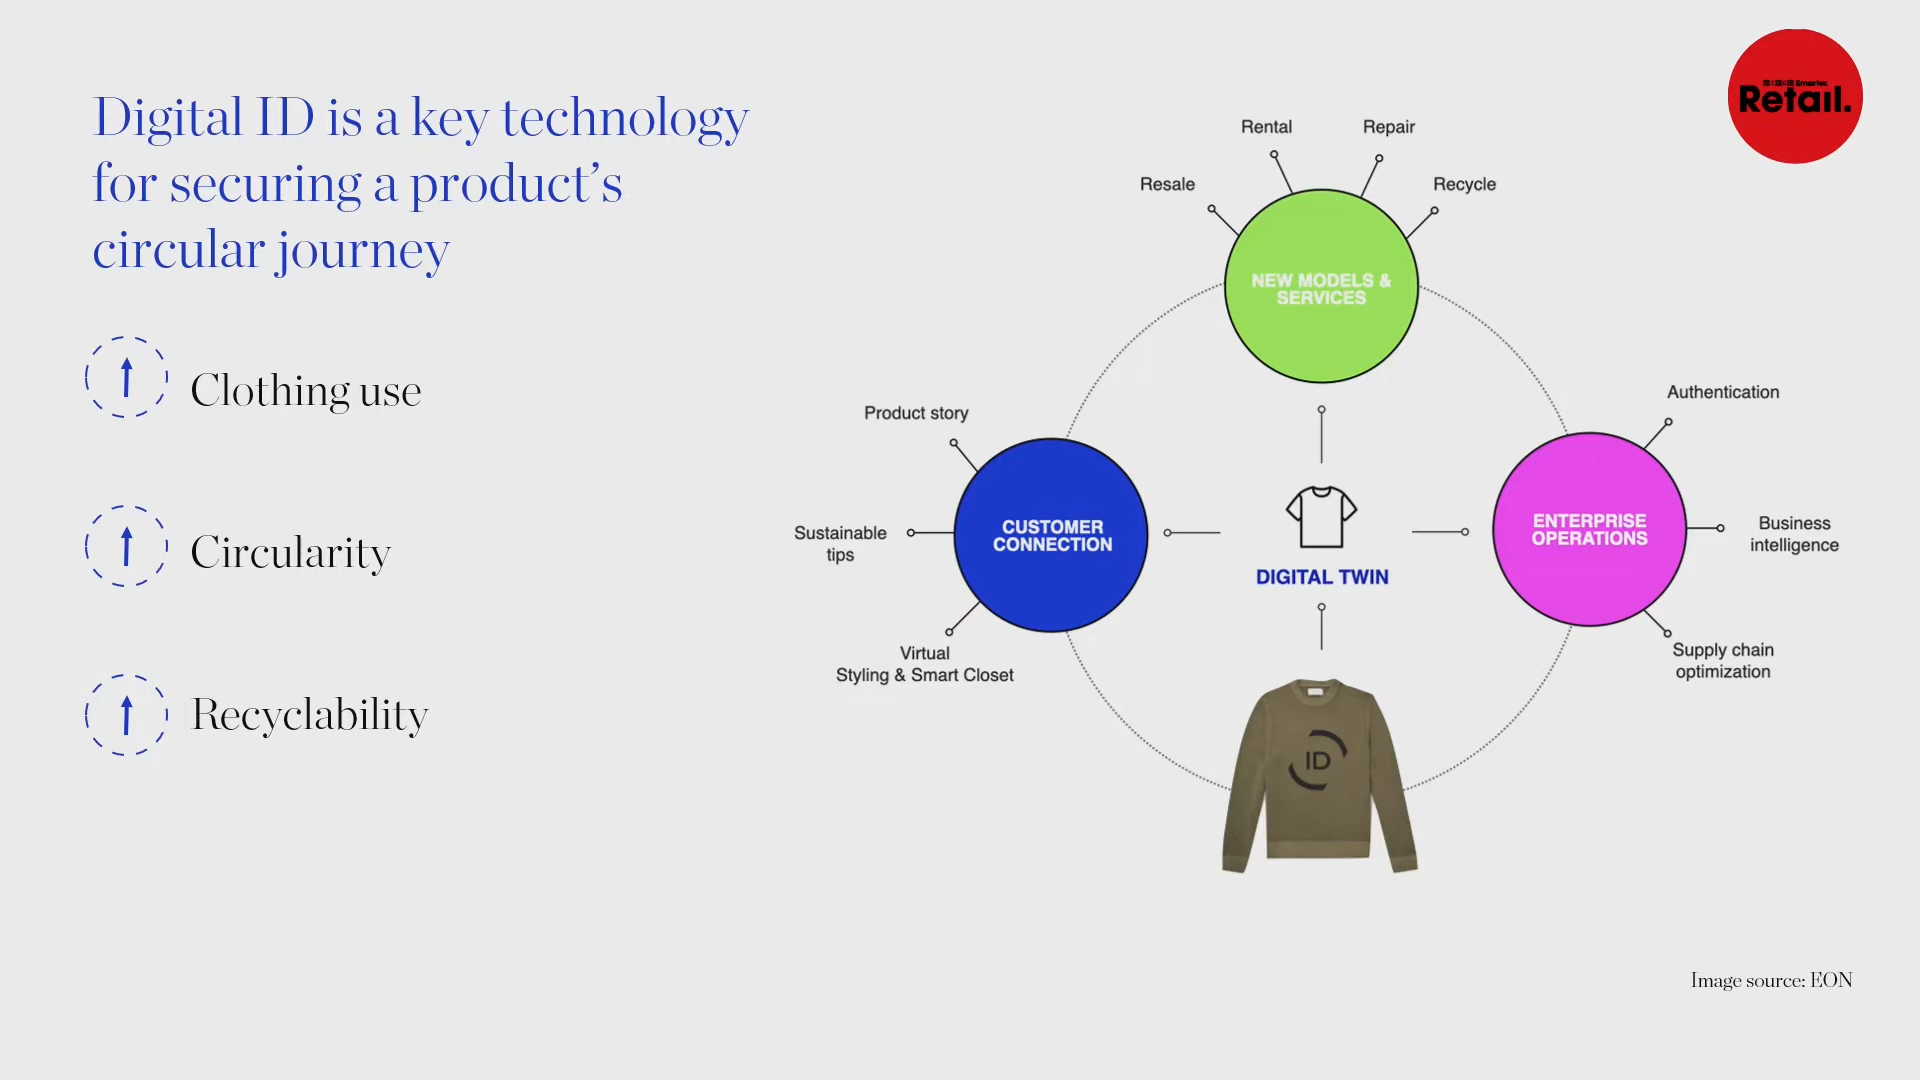 Digital ID is a key technology
for securing a product’s
circular journey
Clothing use
Circularity
Recyclability
Smarter
Retail.
Rental
Repair
Resale
Recycle
NEW MODELS &
SERVICES
Product story
Sustainable
tips
Virtual
Styling & Smart Closet
CUSTOMER
CONNECTION
DIGITAL TWIN
ENTERPRISE
OPERATIONS
Authentication
Business
intelligence
Supply chain
optimization
ID
Image source: EON